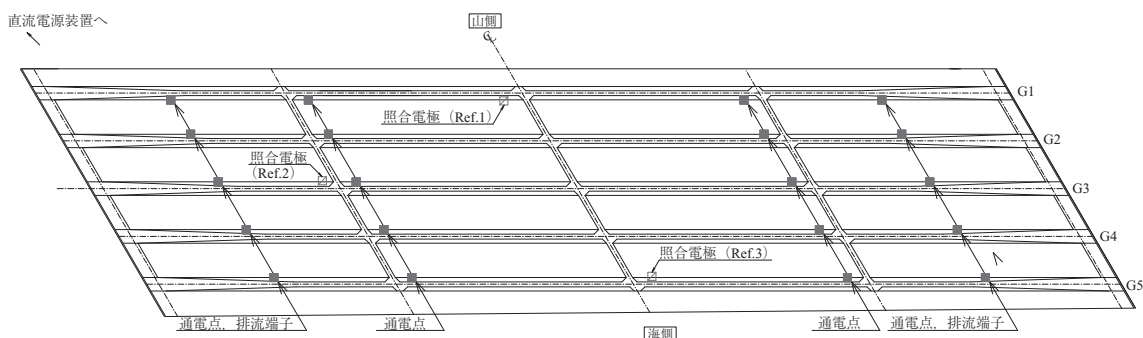 直流電源装置へ
山側
℄
G1
照合電極（Ref.1）
G2
照合電極
（Ref.2）
G3
G4
照合電極（Ref.3）
G5
通電点，排流端子
通電点
通電点
通電点，排流端子
海側